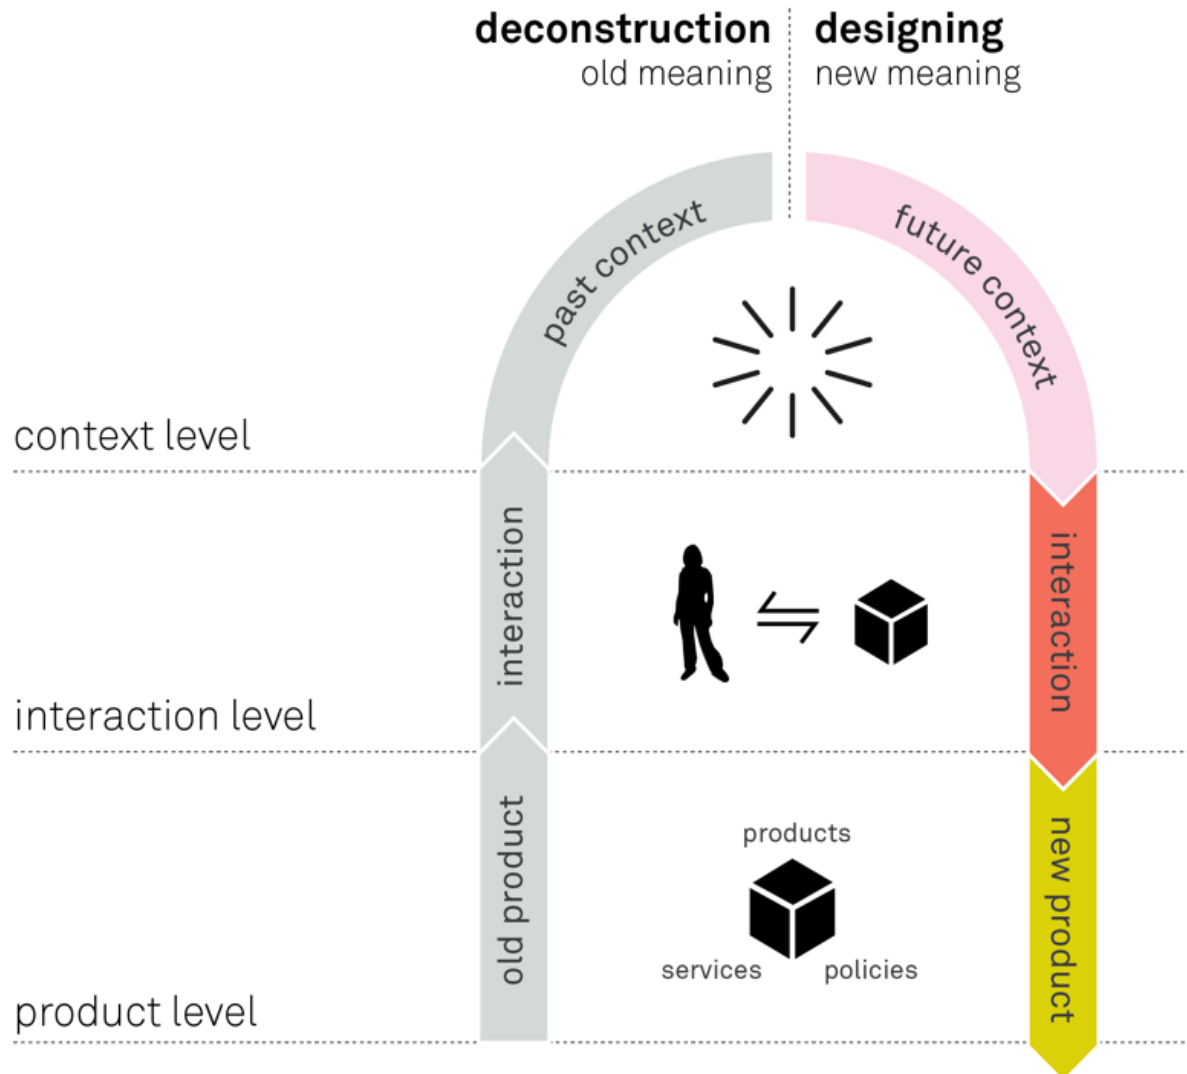 deconstruction
old meaning
designing
new meaning
past context
future context
context level
interaction
interaction
interaction level
old product
products
services
policies
new product
product level